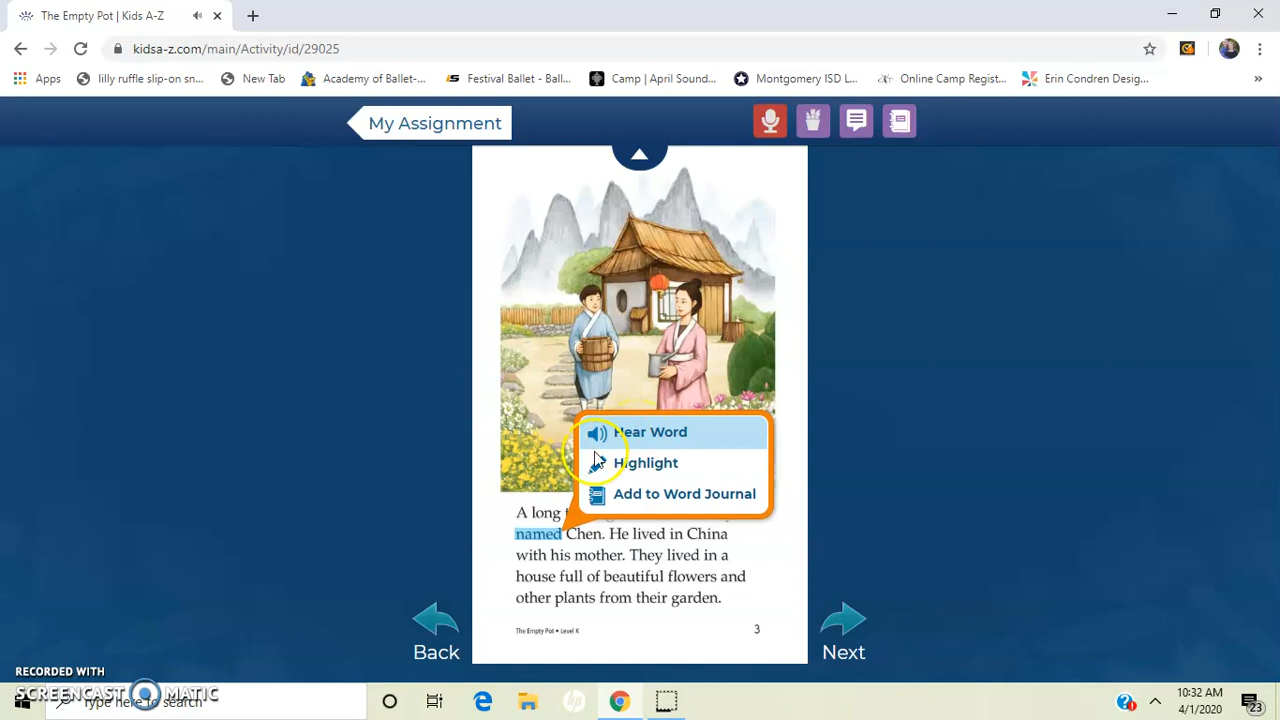 The Empty Pot | Kids A-Z
kidsa-z.com/main/Activity/id/29025
Apps lilly ruffle slip-on sn... New Tab Academy of Ballet-... Festival Ballet - Ball... Camp | April Sound... Montgomery ISD L... Online Camp Regist... Erin Condren Desig... »
My Assignment
Hear Word
Highlight
Add to Word Journal
A long
named Chen. He lived in China
with his mother. They lived in a
house full of beautiful flowers and
other plants from their garden.
The Empty Pot • Level K
3
Back
Next
RECORDED WITH
SCREENCAST MATIC
Type here to search
10:32 AM
4/1/2020
23